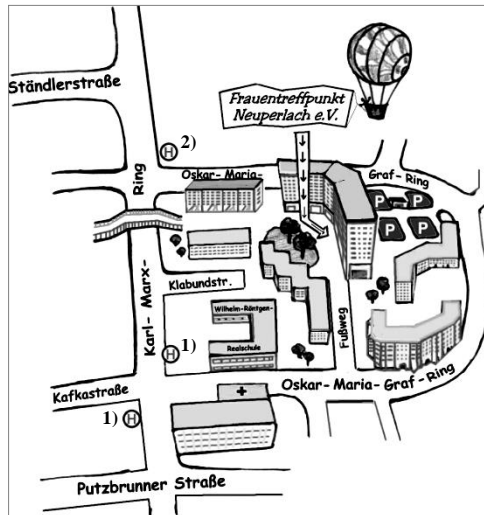 Ständlerstraße
Frauentreffpunkt
Neuperlach e.V.
H 2)
Oskar-Maria-
Graf-Ring
Ring
P P
P P
Klabundstr.
Wilhelm-Röntgen-
Realschule
Karl-Marx-
1) H
Fußweg
Kafkastraße
Oskar-Maria-Graf-Ring
1) H
Putzbrunner Straße